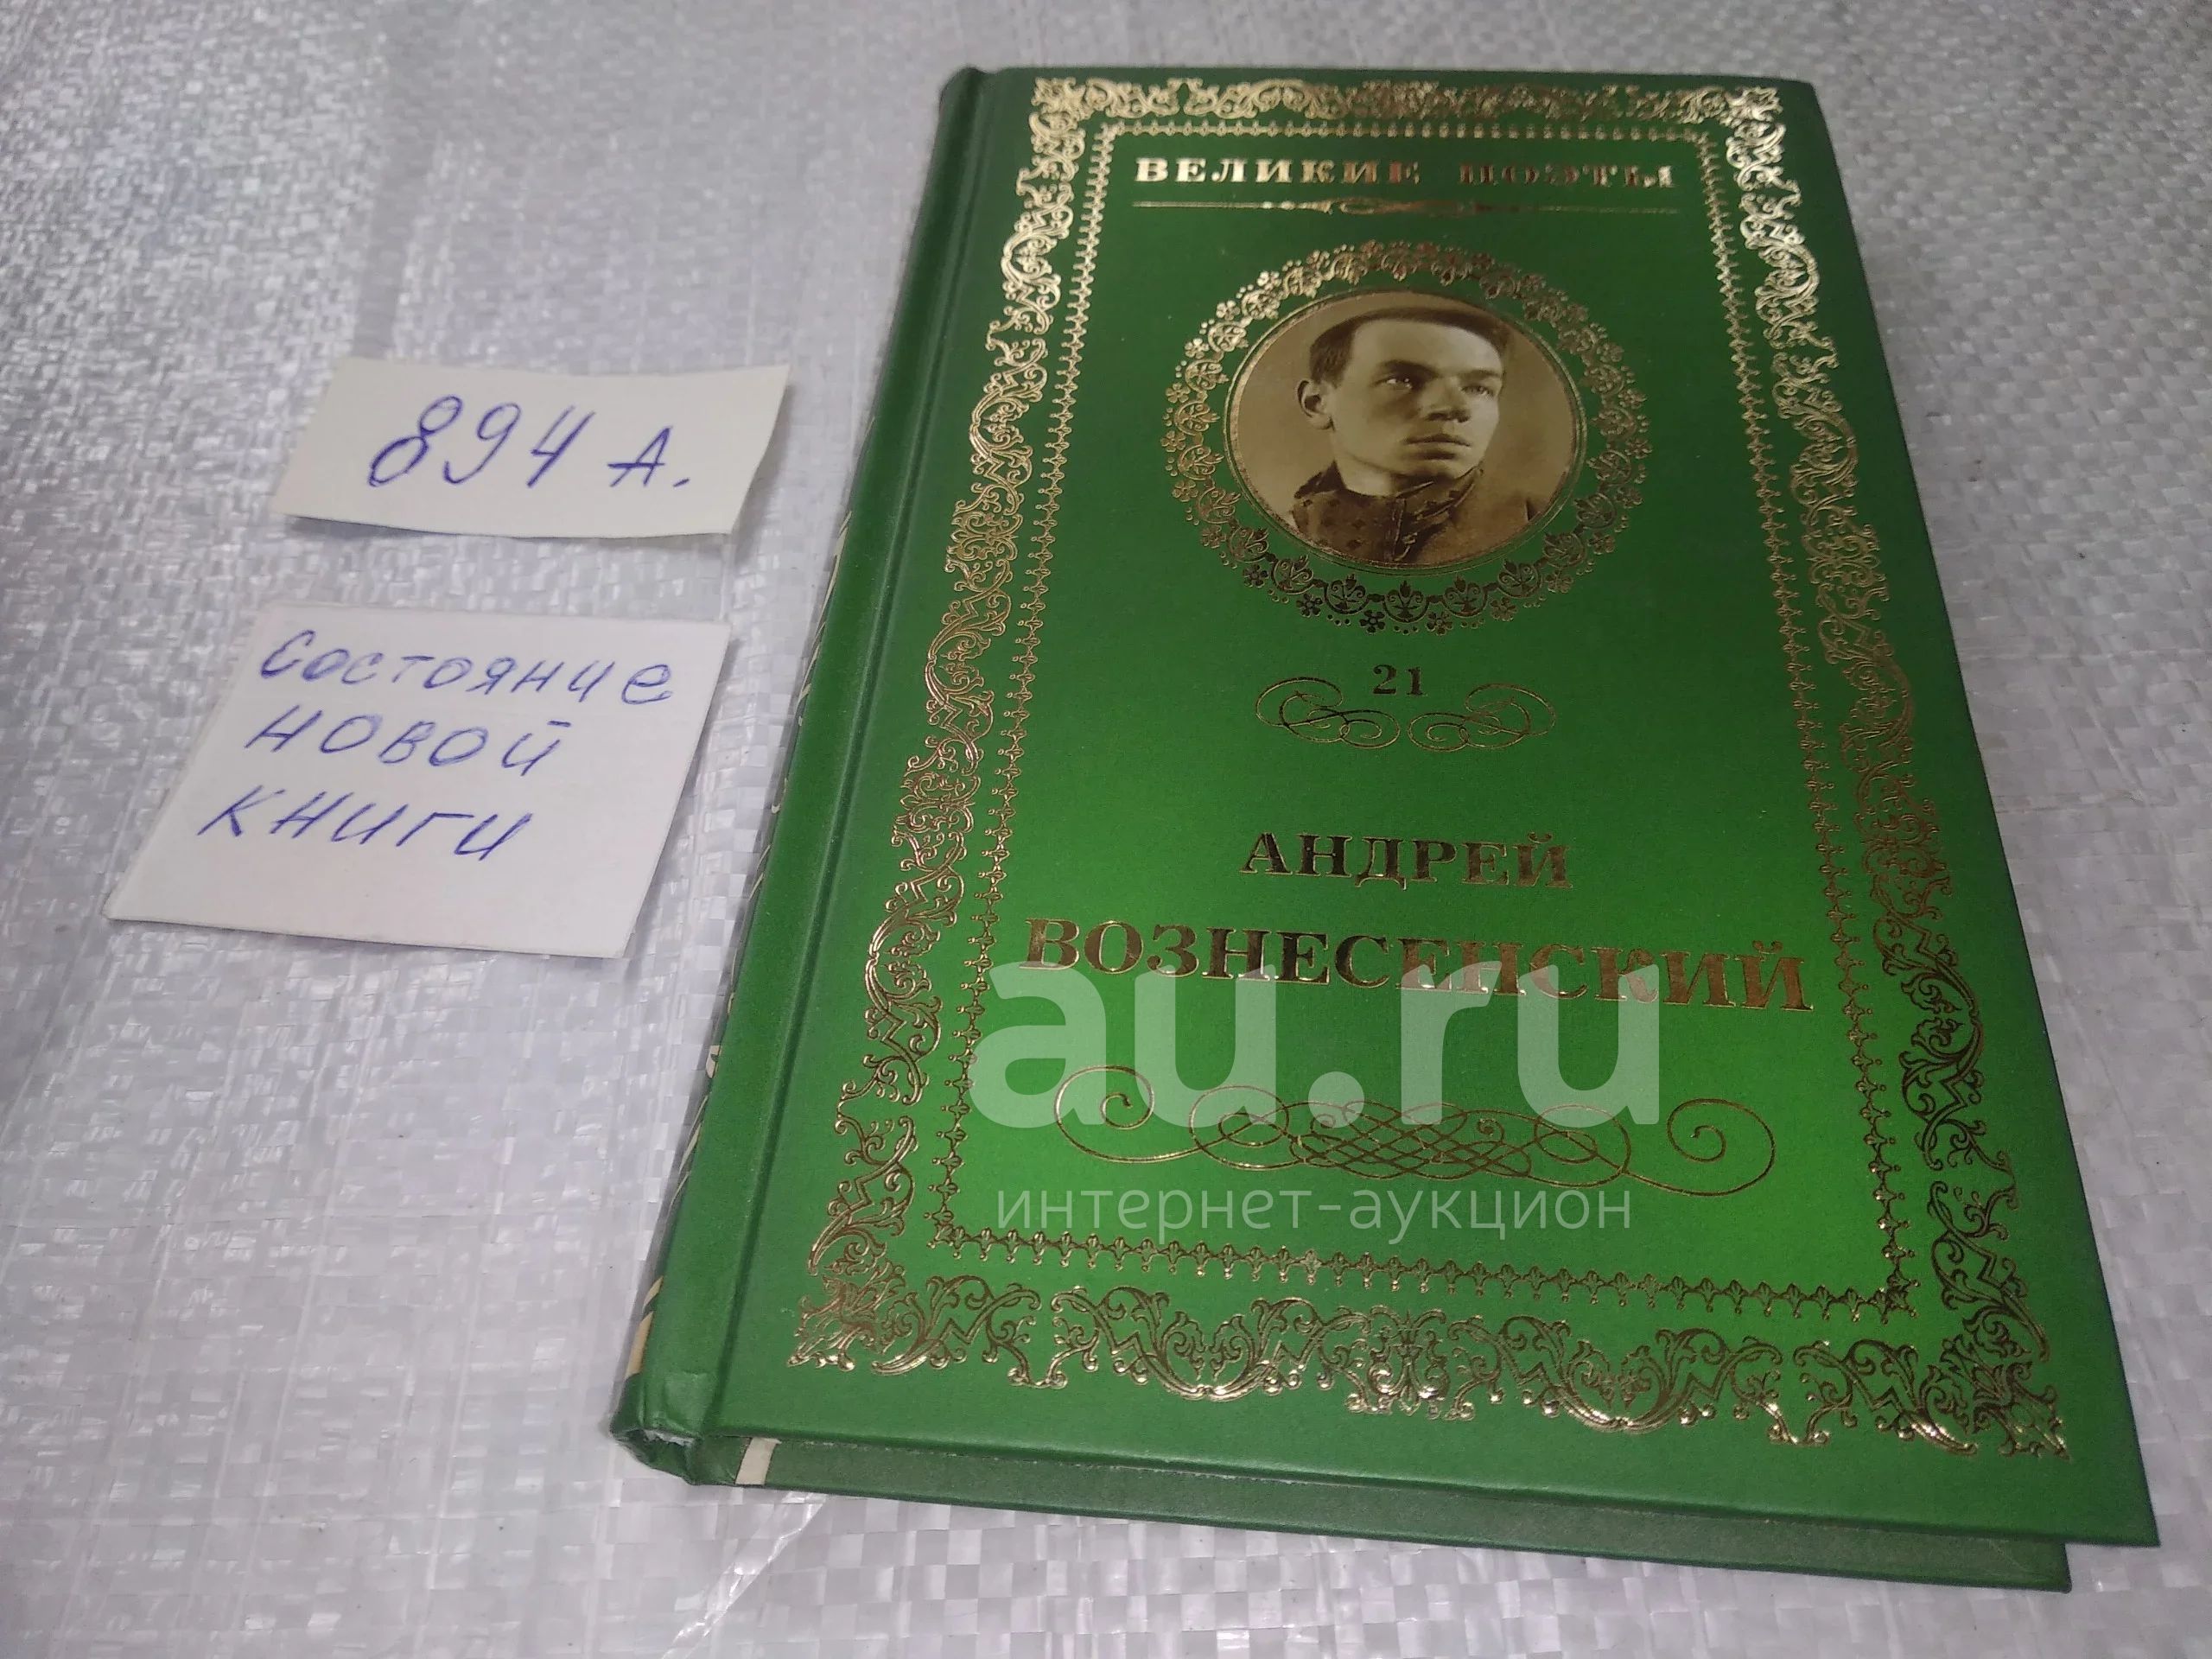 894 А.
Состояние
новой
книги
ВЕЛИКИЕ ПОЭТЫ
21
АНДРЕЙ
ВОЗНЕСЕНСКИЙ
au.ru
интернет-аукцион